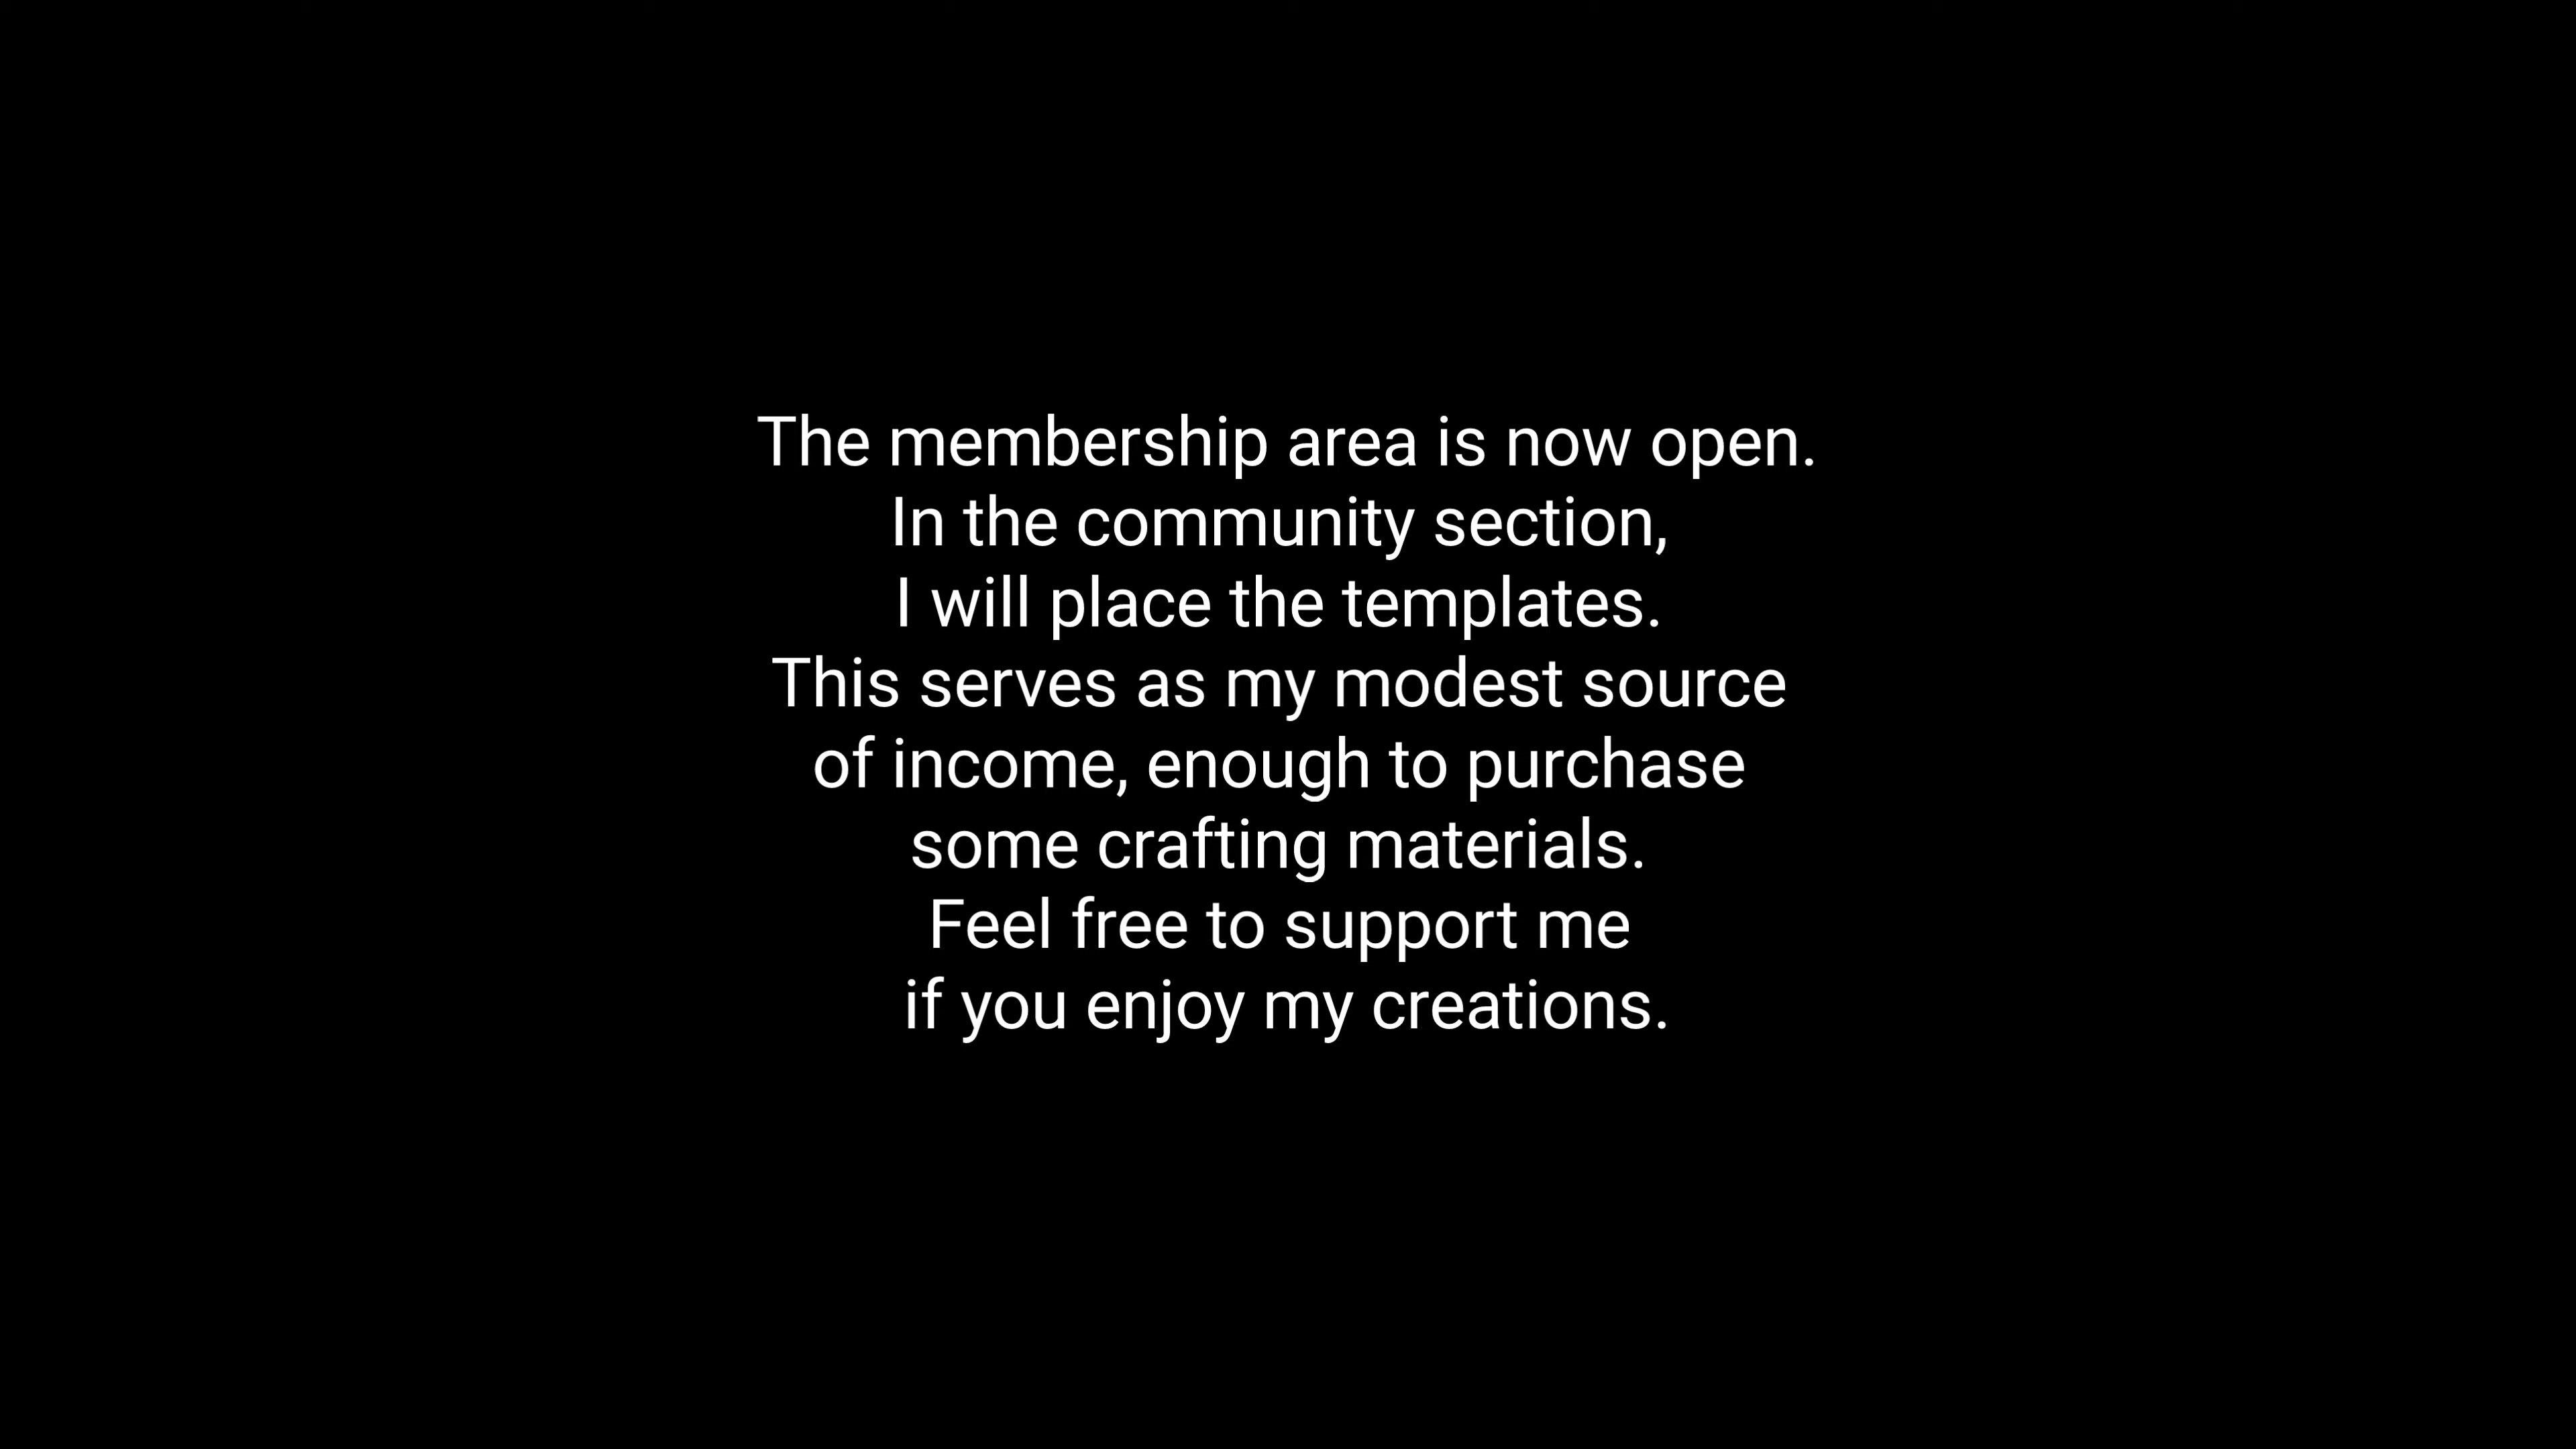 The membership area is now open.
In the community section,
I will place the templates.
This serves as my modest source
of income, enough to purchase
some crafting materials.
Feel free to support me
if you enjoy my creations.